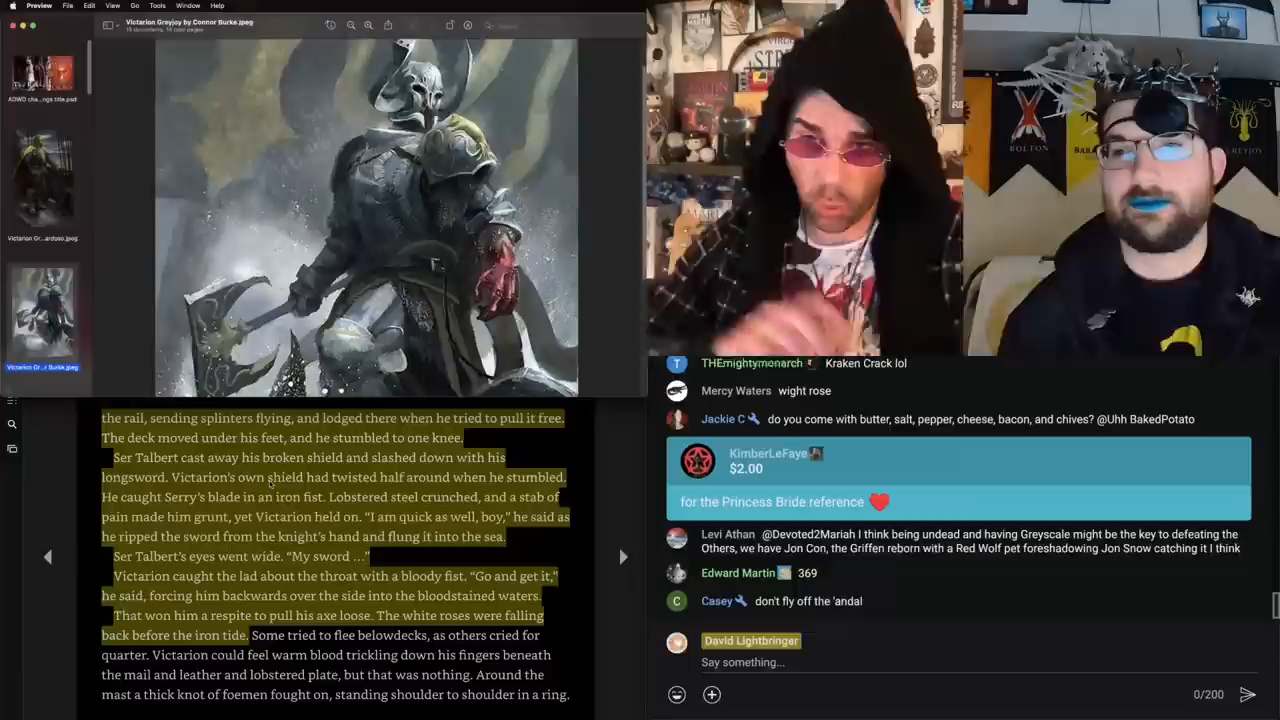 Preview File Edit View Go Tools Window Help
Victarion Greyjoy by Connor Burke.jpeg
ADWD cha...ngs title.psd
Victarion Gr...ardoso.jpeg
Victarion Gr...r Burke.jpeg
BOLTON
GREYJOY
the rail, sending splinters flying, and lodged there when he tried to pull it free.
The deck moved under his feet, and he stumbled to one knee.
Ser Talbert cast away his broken shield and slashed down with his
longsword. Victarion's own shield had twisted half around when he stumbled.
He caught Serry's blade in an iron fist. Lobstered steel crunched, and a stab of
pain made him grunt, yet Victarion held on. “I am quick as well, boy,” he said as
he ripped the sword from the knight's hand and flung it into the sea.
Ser Talbert's eyes went wide. “My sword ...”
Victarion caught the lad about the throat with a bloody fist. “Go and get it,”
he said, forcing him backwards over the side into the bloodstained waters.
That won him a respite to pull his axe loose. The white roses were falling
back before the iron tide. Some tried to flee belowdecks, as others cried for
quarter. Victarion could feel warm blood trickling down his fingers beneath
the mail and leather and lobstered plate, but that was nothing. Around the
mast a thick knot of foemen fought on, standing shoulder to shoulder in a ring.
T THEmightymonarch Kraken Crack lol
Mercy Waters wight rose
Jackie C do you come with butter, salt, pepper, cheese, bacon, and chives? @Uhh BakedPotato
KimberLeFaye
$2.00
for the Princess Bride reference
Levi Athan @Devoted2Mariah I think being undead and having Greyscale might be the key to defeating the
Others, we have Jon Con, the Griffen reborn with a Red Wolf pet foreshadowing Jon Snow catching it I think
Edward Martin 369
C Casey don't fly off the 'andal
David Lightbringer
Say something...
0/200